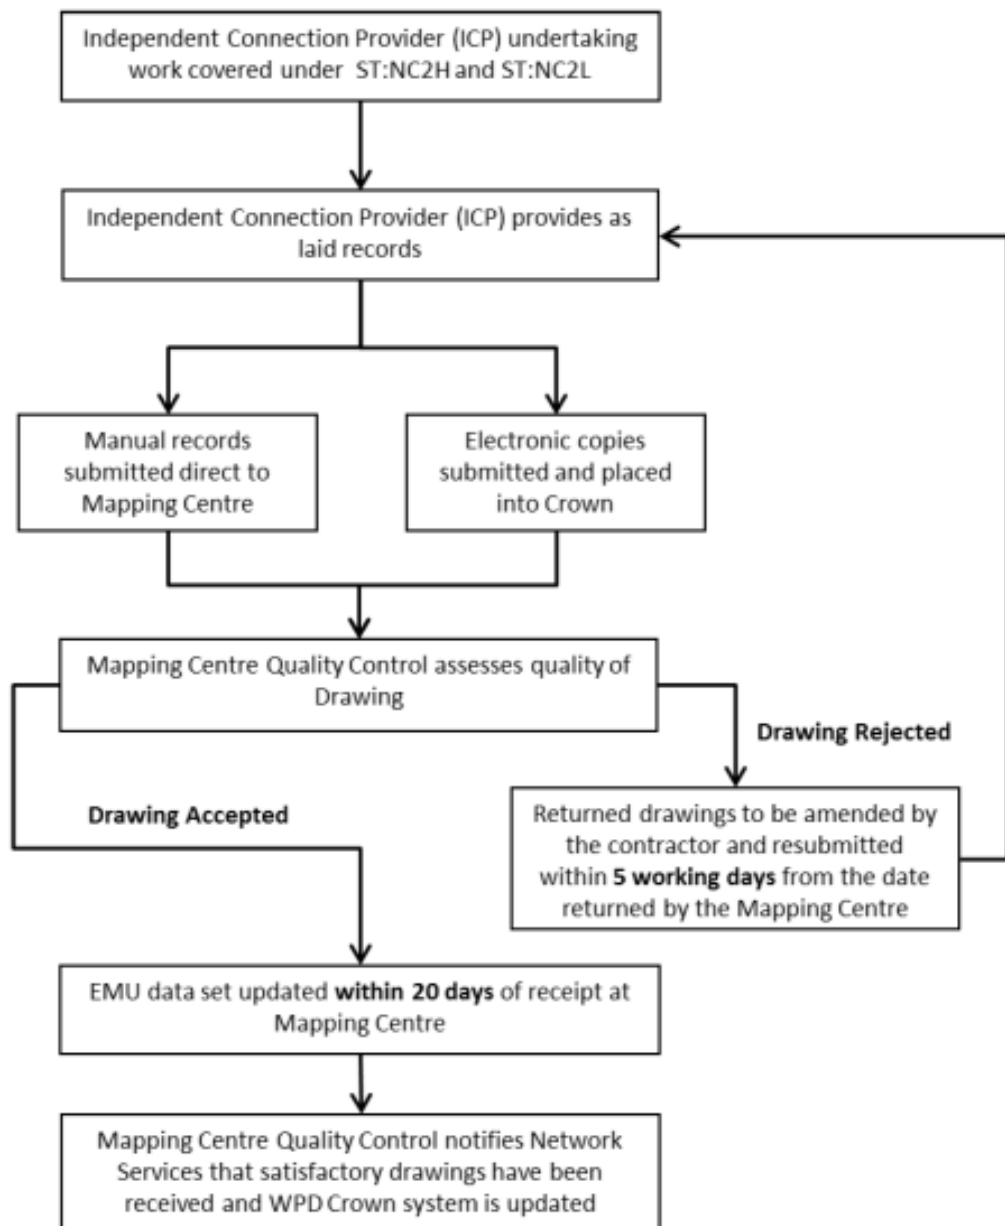 Independent Connection Provider (ICP) undertaking
work covered under ST:NC2H and ST:NC2L
Independent Connection Provider (ICP) provides as
laid records
Manual records
submitted direct to
Mapping Centre
Electronic copies
submitted and placed
into Crown
Mapping Centre Quality Control assesses quality of
Drawing
Drawing Rejected
Drawing Accepted
Returned drawings to be amended by
the contractor and resubmitted
within 5 working days from the date
returned by the Mapping Centre
EMU data set updated within 20 days of receipt at
Mapping Centre
Mapping Centre Quality Control notifies Network
Services that satisfactory drawings have been
received and WPD Crown system is updated